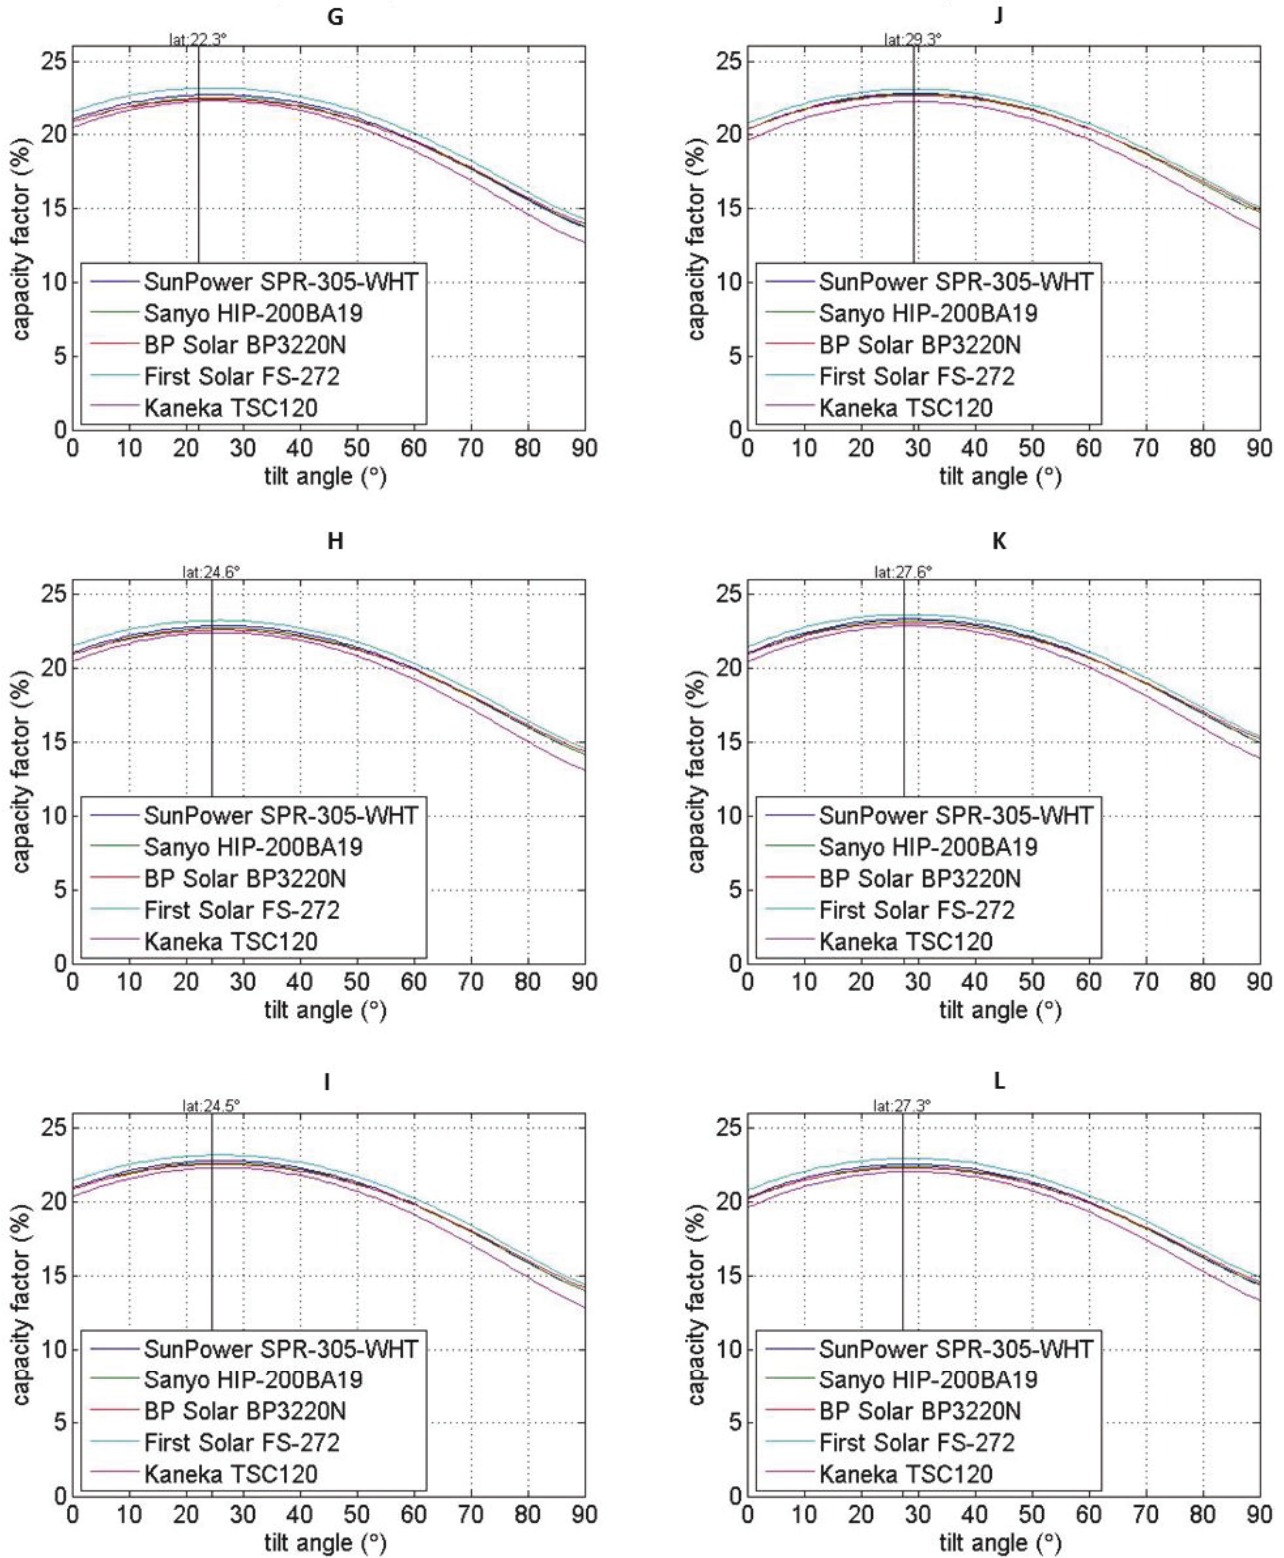 G
lat:22.3°
25
20
15
10
5
0
capacity factor (%)
SunPower SPR-305-WHT
Sanyo HIP-200BA19
BP Solar BP3220N
First Solar FS-272
Kaneka TSC120
0 10 20 30 40 50 60 70 80 90
tilt angle (°)
J
lat:29.3°
25
20
15
10
5
0
capacity factor (%)
SunPower SPR-305-WHT
Sanyo HIP-200BA19
BP Solar BP3220N
First Solar FS-272
Kaneka TSC120
0 10 20 30 40 50 60 70 80 90
tilt angle (°)
H
lat:24.6°
25
20
15
10
5
0
capacity factor (%)
SunPower SPR-305-WHT
Sanyo HIP-200BA19
BP Solar BP3220N
First Solar FS-272
Kaneka TSC120
0 10 20 30 40 50 60 70 80 90
tilt angle (°)
K
lat:27.6°
25
20
15
10
5
0
capacity factor (%)
SunPower SPR-305-WHT
Sanyo HIP-200BA19
BP Solar BP3220N
First Solar FS-272
Kaneka TSC120
0 10 20 30 40 50 60 70 80 90
tilt angle (°)
I
lat:24.5°
25
20
15
10
5
0
capacity factor (%)
SunPower SPR-305-WHT
Sanyo HIP-200BA19
BP Solar BP3220N
First Solar FS-272
Kaneka TSC120
0 10 20 30 40 50 60 70 80 90
tilt angle (°)
L
lat:27.3°
25
20
15
10
5
0
capacity factor (%)
SunPower SPR-305-WHT
Sanyo HIP-200BA19
BP Solar BP3220N
First Solar FS-272
Kaneka TSC120
0 10 20 30 40 50 60 70 80 90
tilt angle (°)